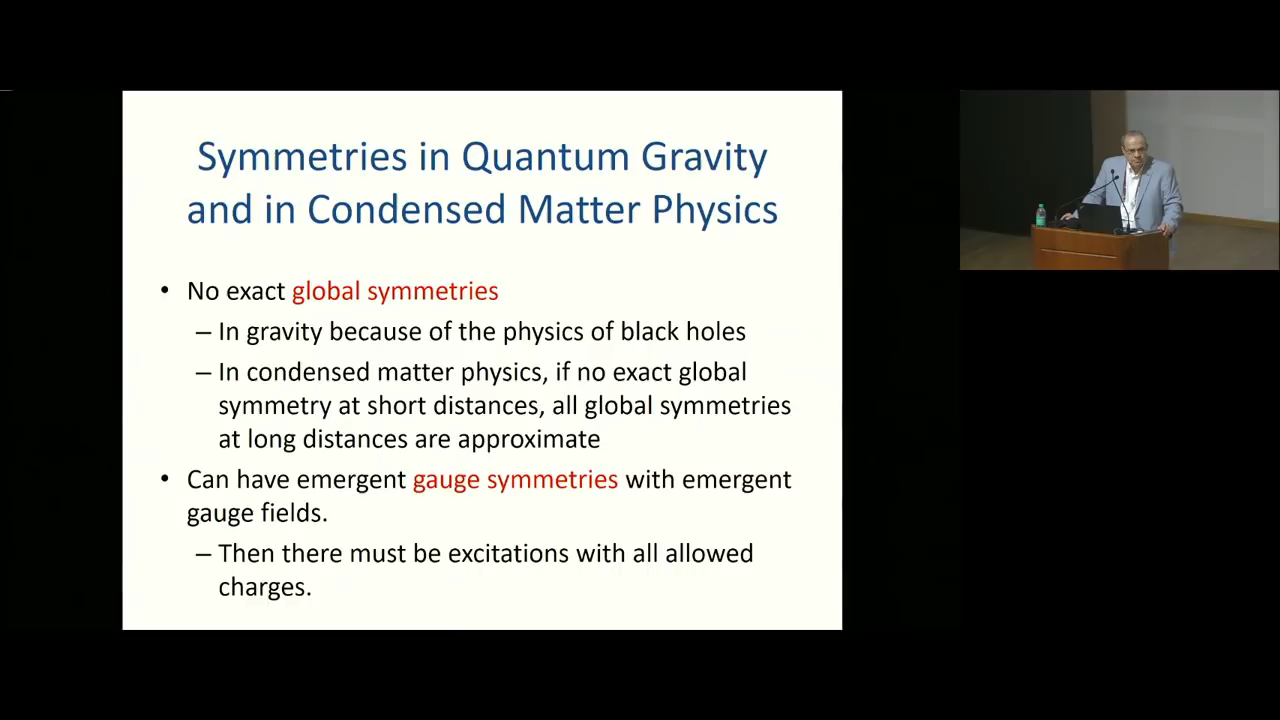 Symmetries in Quantum Gravity
and in Condensed Matter Physics
• No exact global symmetries
– In gravity because of the physics of black holes
– In condensed matter physics, if no exact global
symmetry at short distances, all global symmetries
at long distances are approximate
• Can have emergent gauge symmetries with emergent
gauge fields.
– Then there must be excitations with all allowed
charges.